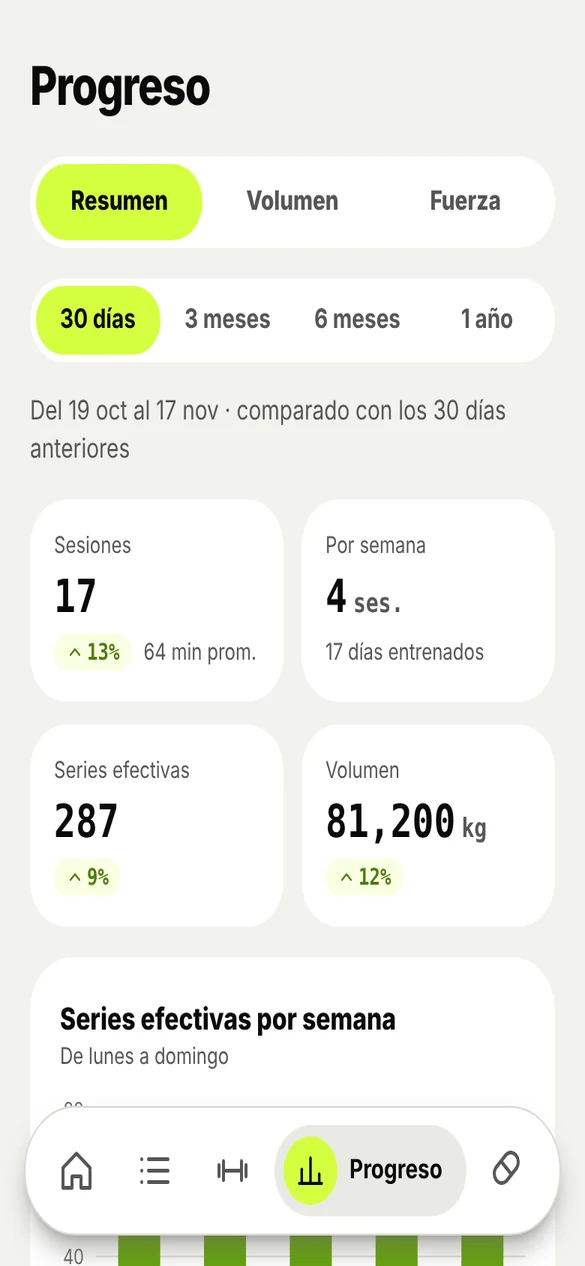 Progreso
Resumen Volumen Fuerza
30 días 3 meses 6 meses 1 año
Del 19 oct al 17 nov · comparado con los 30 días
anteriores
Sesiones
17
13% 64 min prom.
Por semana
4 ses.
17 días entrenados
Series efectivas
287
9%
Volumen
81,200 kg
12%
Series efectivas por semana
De lunes a domingo
Progreso
40